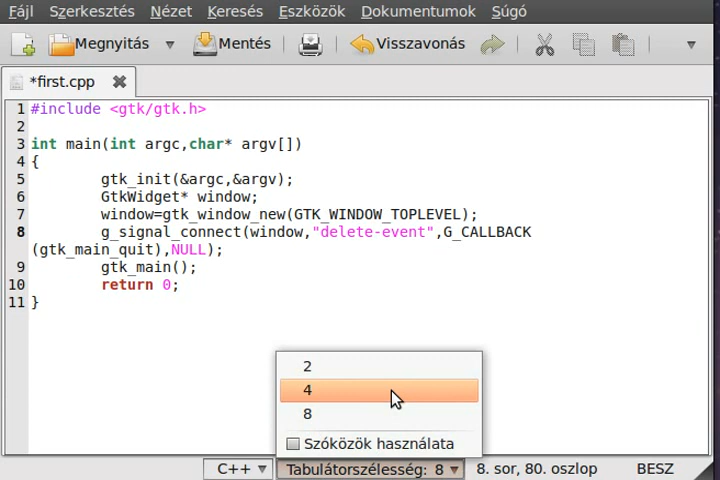 Fájl Szerkesztés Nézet Keresés Eszközök Dokumentumok Súgó
Megnyitás Mentés Visszavonás
*first.cpp
1 #include <gtk/gtk.h>
2
3 int main(int argc,char* argv[])
4 {
5 gtk_init(&argc,&argv);
6 GtkWidget* window;
7 window=gtk_window_new(GTK_WINDOW_TOPLEVEL);
8 g_signal_connect(window,"delete-event",G_CALLBACK
(gtk_main_quit),NULL);
9 gtk_main();
10 return 0;
11 }
2
4
8
Szóközök használata
C++ Tabulátorszélesség: 8 8. sor, 80. oszlop BESZ